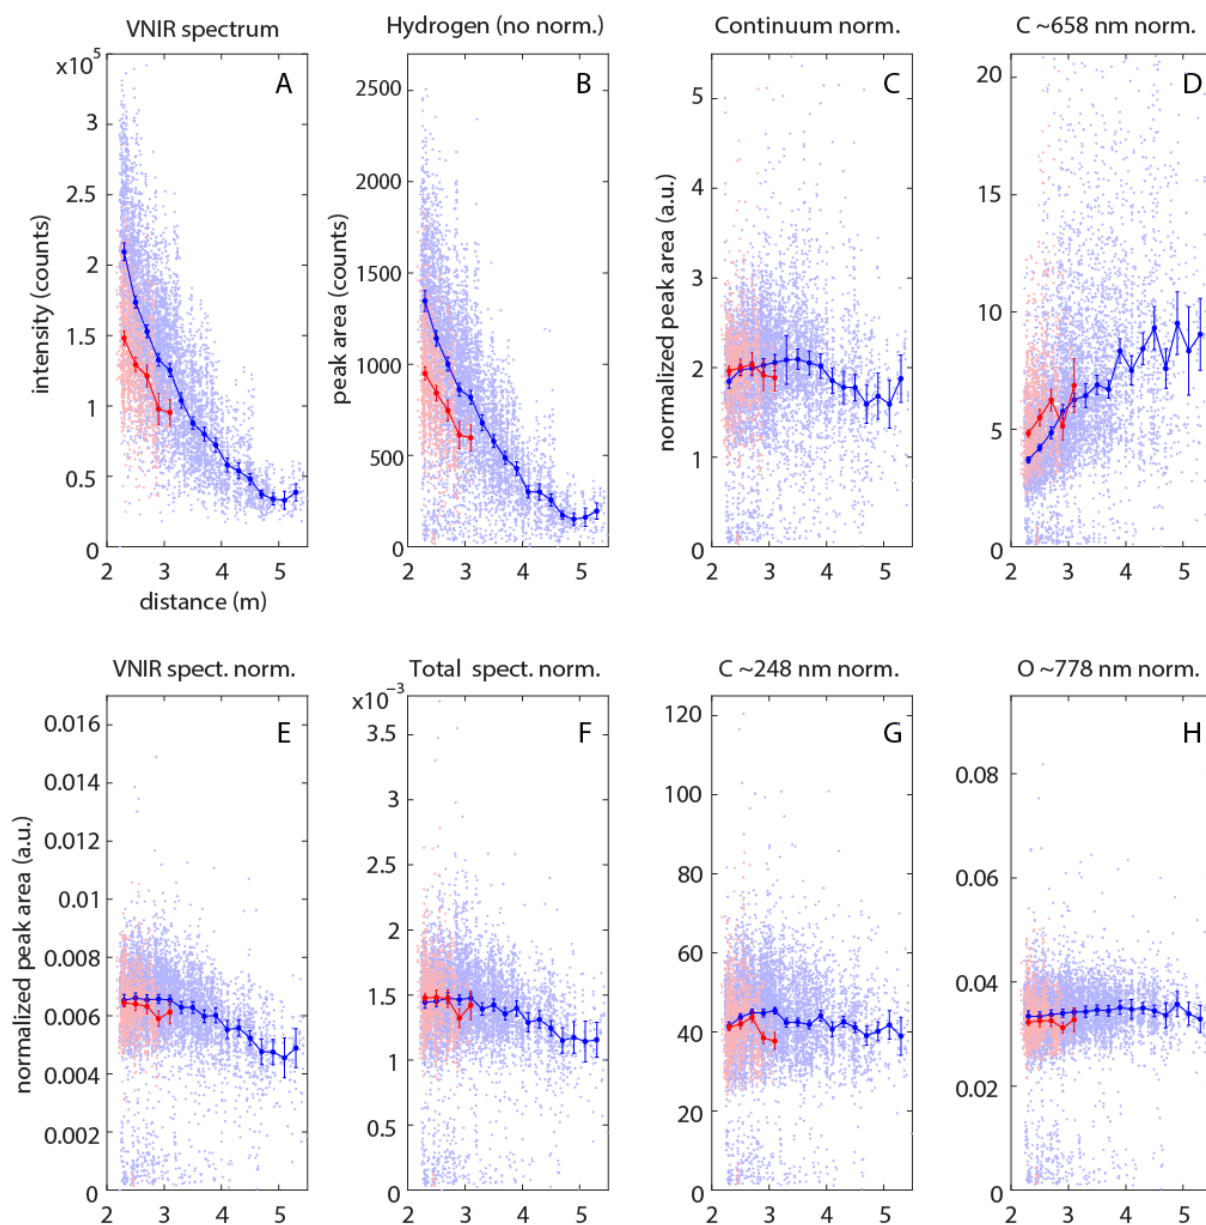 VNIR spectrum
Hydrogen (no norm.)
Continuum norm.
C ~658 nm norm.
x10⁵
A
B
C
D
intensity (counts)
peak area (counts)
normalized peak area (a.u.)
3
2.5
2
1.5
1
0.5
0
2500
2000
1500
1000
500
0
5
4
3
2
1
0
20
15
10
5
0
2 3 4 5
2 3 4 5
2 3 4 5
2 3 4 5
distance (m)
VNIR spect. norm.
Total spect. norm.
C ~248 nm norm.
O ~778 nm norm.
x10⁻³
E
F
G
H
normalized peak area (a.u.)
0.016
0.014
0.012
0.01
0.008
0.006
0.004
0.002
0
3.5
3
2.5
2
1.5
1
0.5
0
120
100
80
60
40
20
0
0.08
0.06
0.04
0.02
0
2 3 4 5
2 3 4 5
2 3 4 5
2 3 4 5